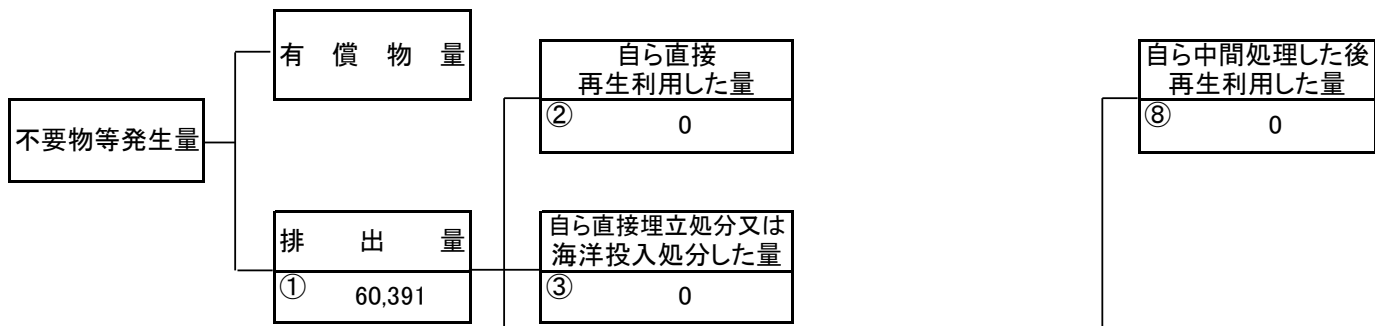 有償物量
自ら直接
再生利用した量
② 0
自ら中間処理した後
再生利用した量
⑧ 0
不要物等発生量
排出量
① 60,391
自ら直接埋立処分又は
海洋投入処分した量
③ 0